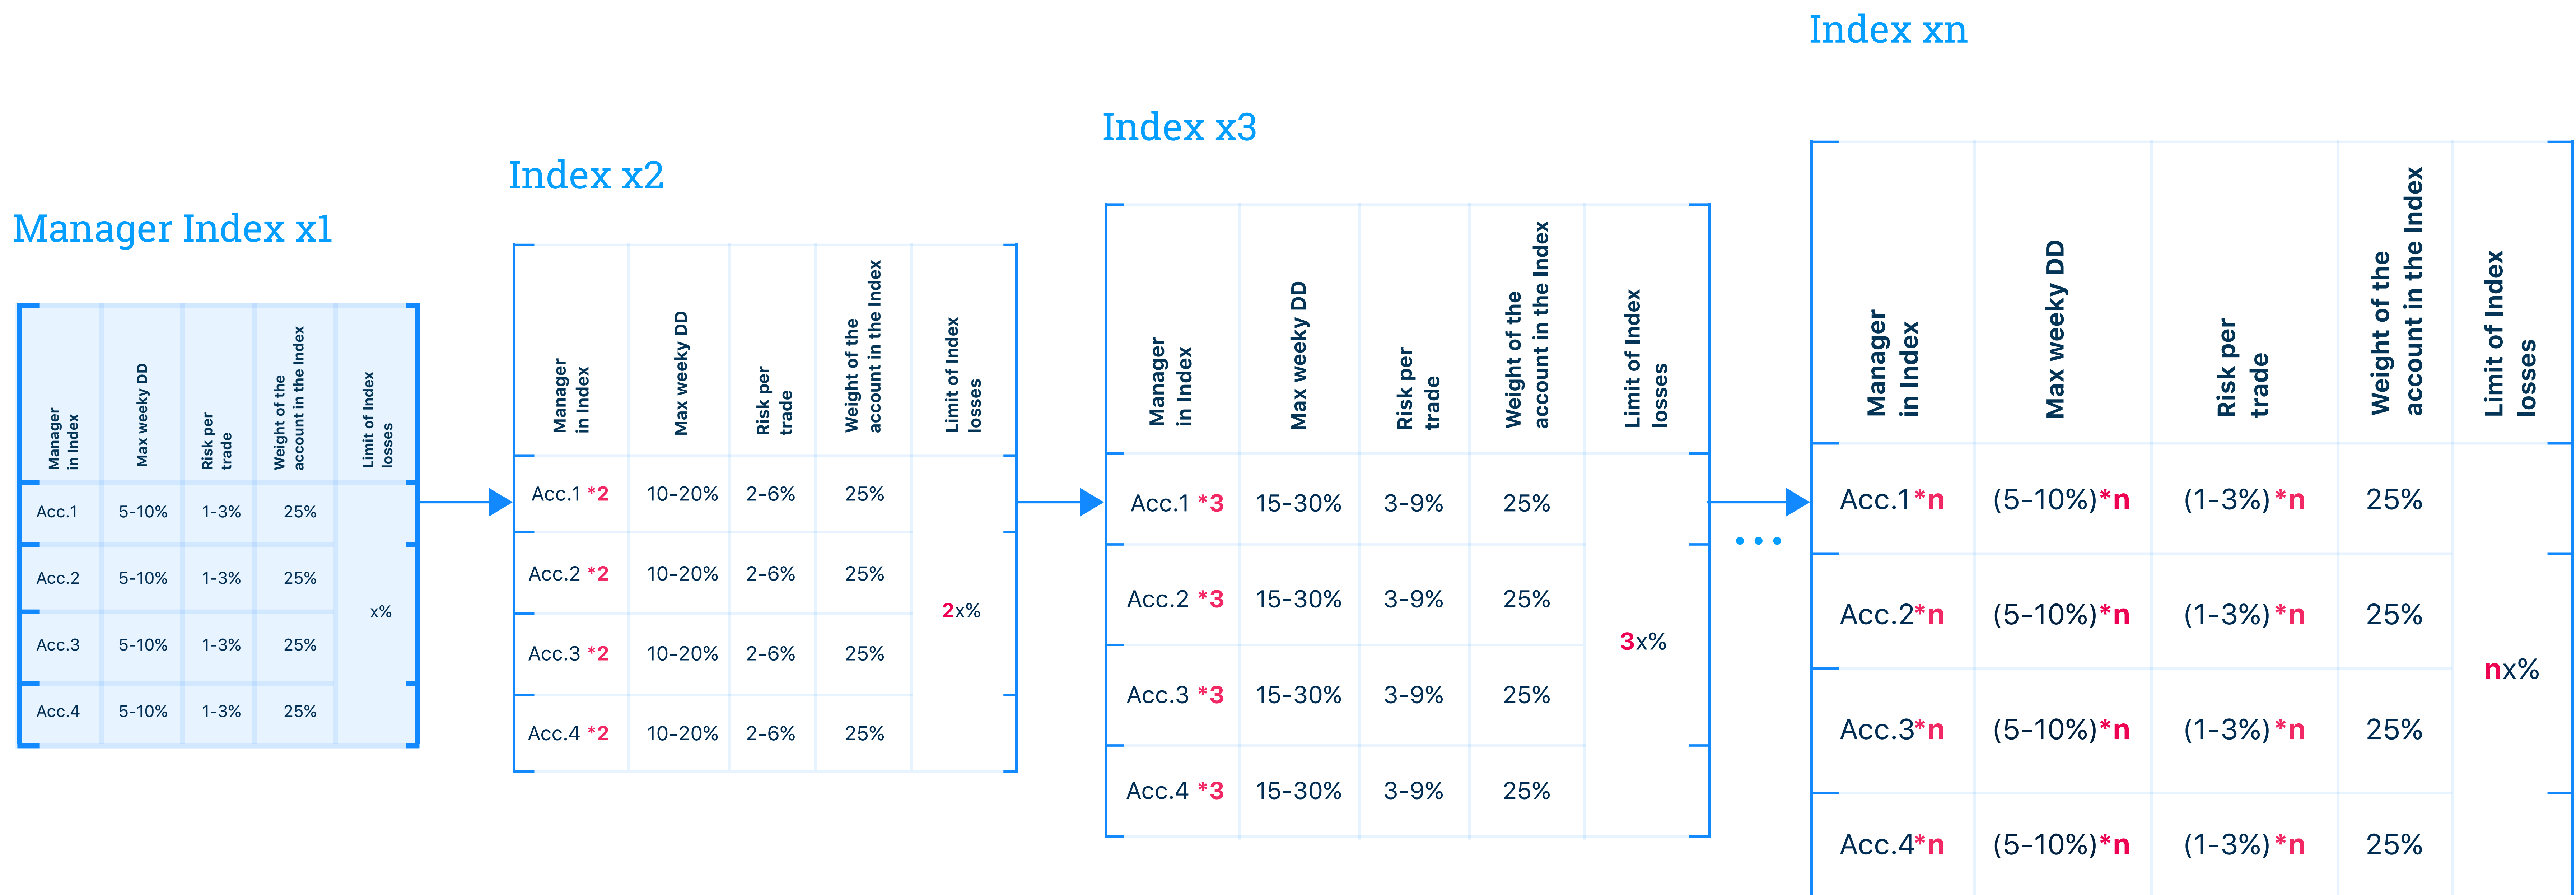 Manager Index x1
Manager
in Index
Max weeky DD
Risk per
trade
Weight of the
account in the Index
Limit of Index
losses
Acc.1 5-10% 1-3% 25%
Acc.2 5-10% 1-3% 25%
x%
Acc.3 5-10% 1-3% 25%
Acc.4 5-10% 1-3% 25%
Index x2
Manager
in Index
Max weeky DD
Risk per
trade
Weight of the
account in the Index
Limit of Index
losses
Acc.1 *2 10-20% 2-6% 25%
Acc.2 *2 10-20% 2-6% 25%
2x%
Acc.3 *2 10-20% 2-6% 25%
Acc.4 *2 10-20% 2-6% 25%
Index x3
Manager
in Index
Max weeky DD
Risk per
trade
Weight of the
account in the Index
Limit of Index
losses
Acc.1 *3 15-30% 3-9% 25%
Acc.2 *3 15-30% 3-9% 25%
3x%
Acc.3 *3 15-30% 3-9% 25%
Acc.4 *3 15-30% 3-9% 25%
...
Index xn
Manager
in Index
Max weeky DD
Risk per
trade
Weight of the
account in the Index
Limit of Index
losses
Acc.1*n (5-10%)*n (1-3%)*n 25%
Acc.2*n (5-10%)*n (1-3%)*n 25%
nx%
Acc.3*n (5-10%)*n (1-3%)*n 25%
Acc.4*n (5-10%)*n (1-3%)*n 25%